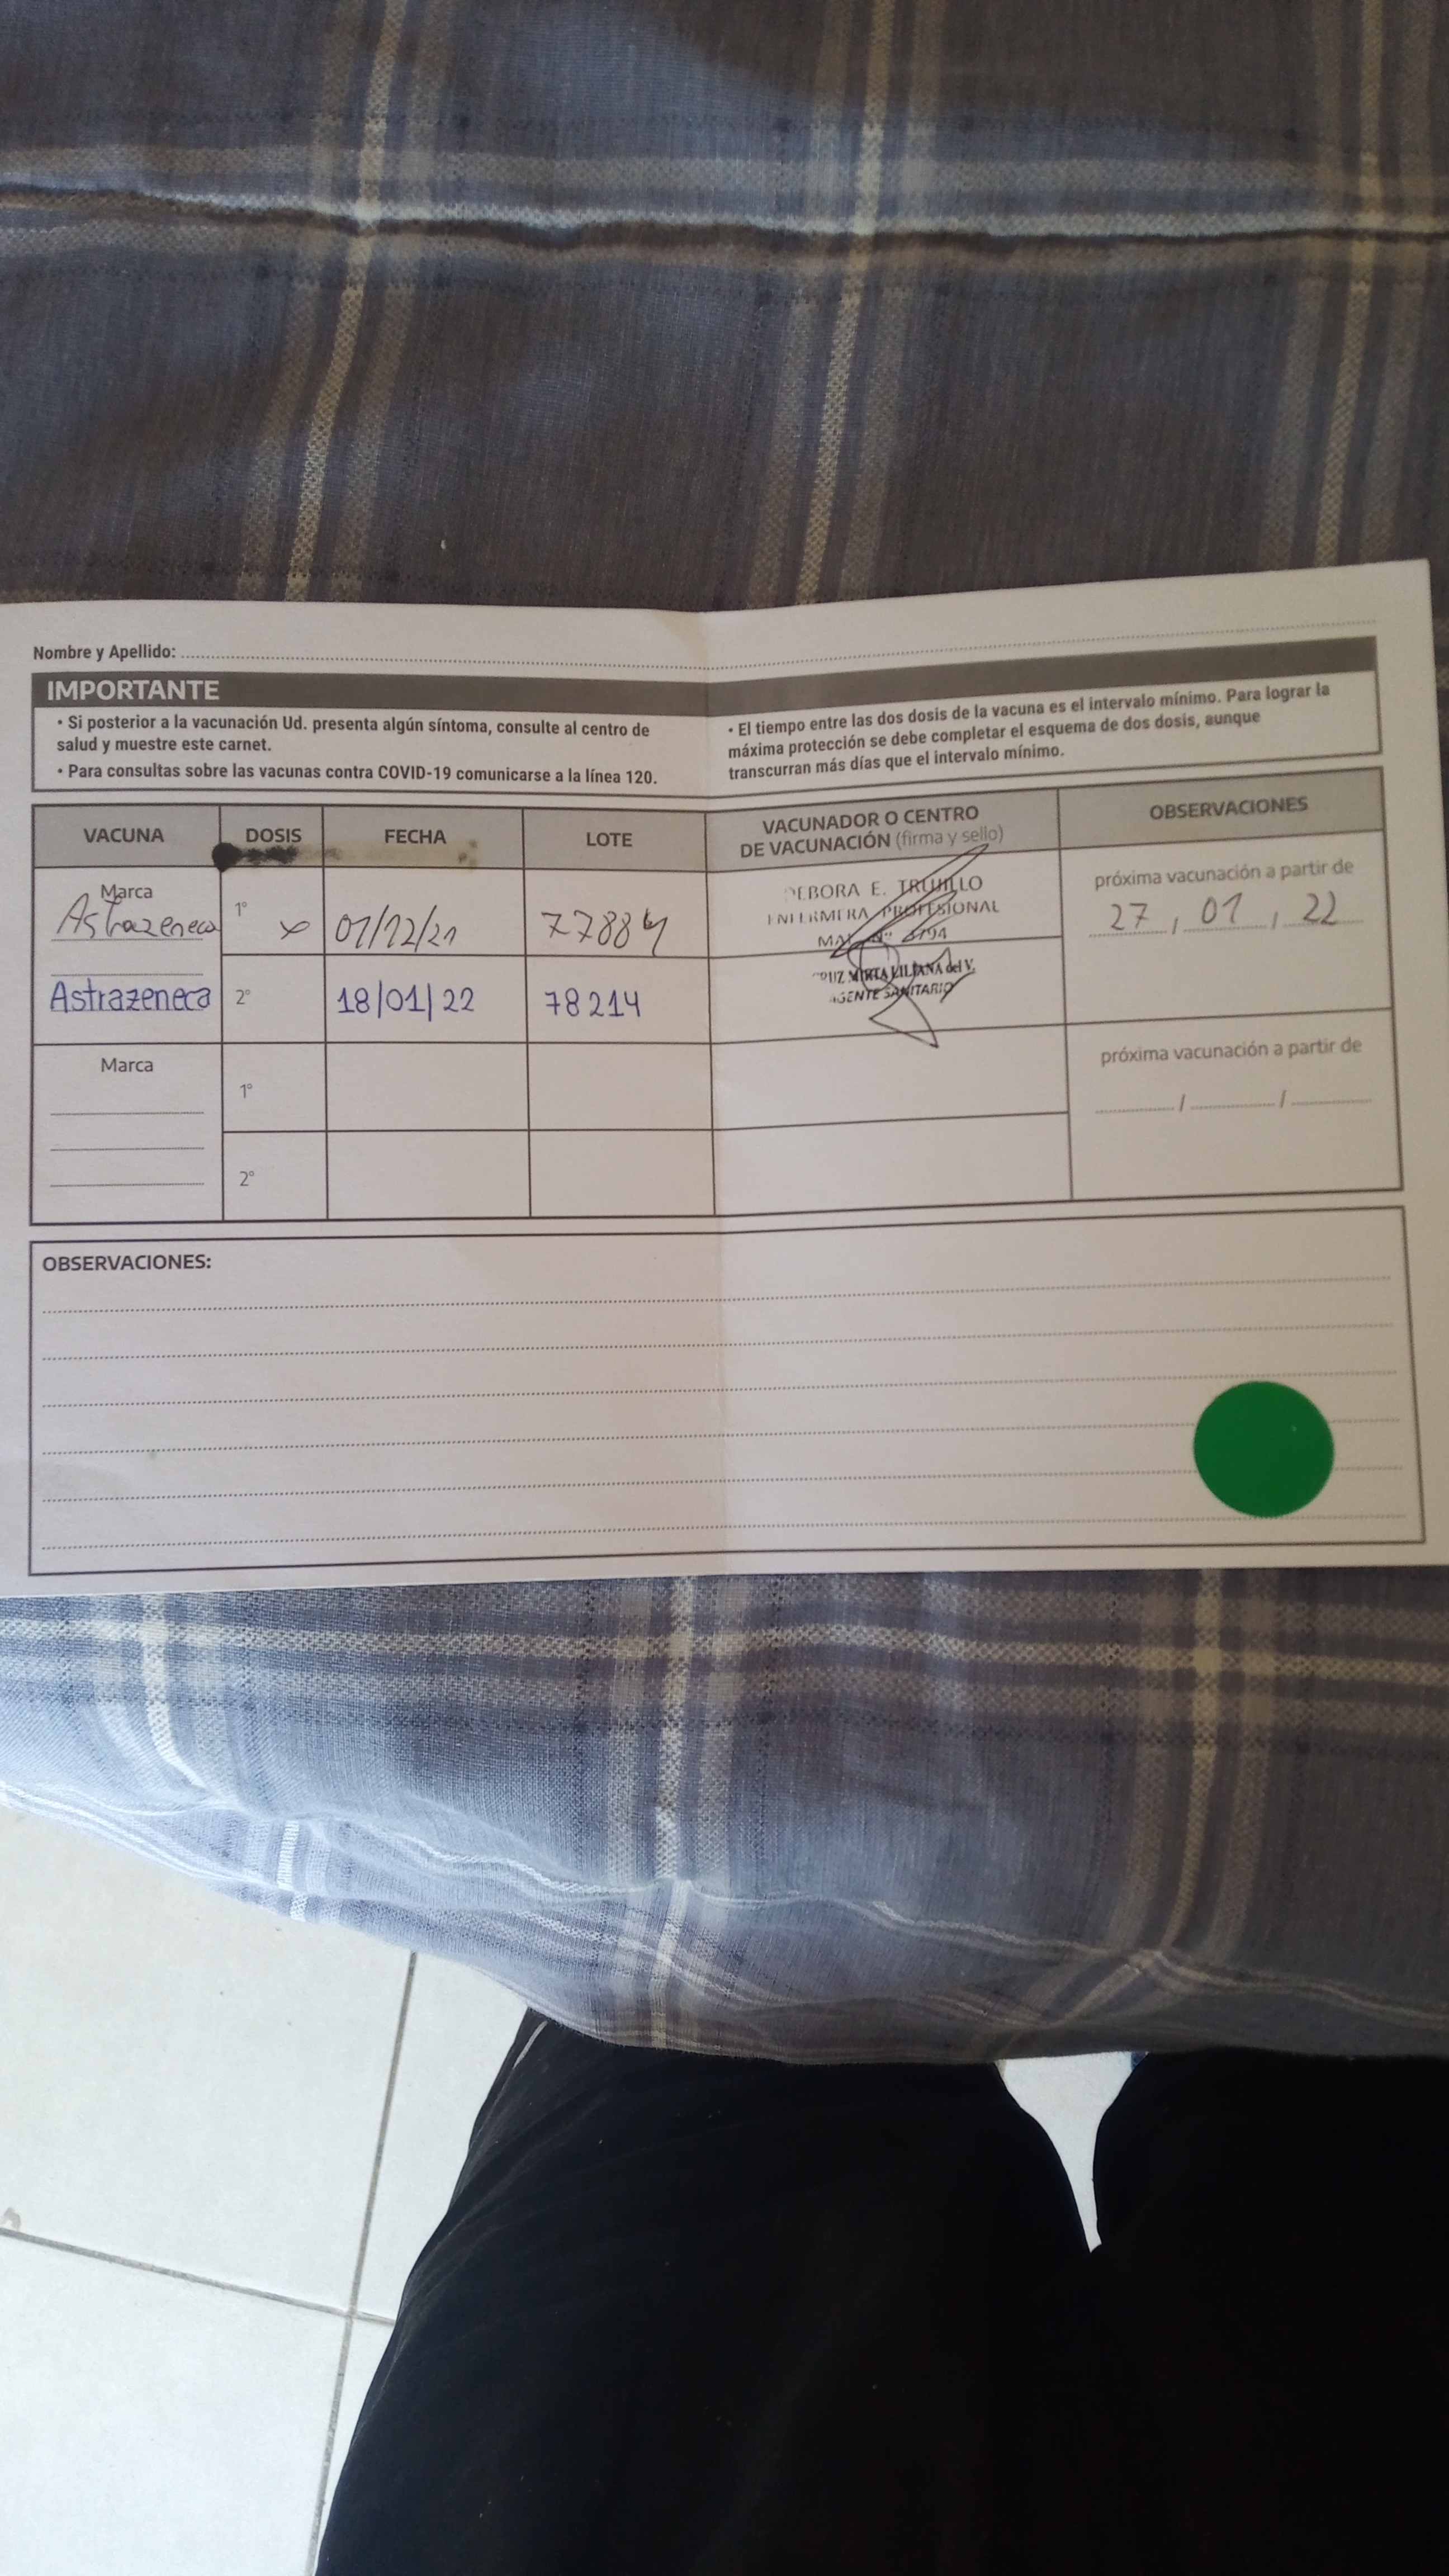 Nombre y Apellido:
IMPORTANTE
• Si posterior a la vacunación Ud. presenta algún síntoma, consulte al centro de
salud y muestre este carnet.
• Para consultas sobre las vacunas contra COVID-19 comunicarse a la línea 120.
• El tiempo entre las dos dosis de la vacuna es el intervalo mínimo. Para lograr la
máxima protección se debe completar el esquema de dos dosis, aunque
transcurran más días que el intervalo mínimo.
VACUNA DOSIS FECHA LOTE VACUNADOR O CENTRO DE VACUNACIÓN (firma y sello) OBSERVACIONES
Marca
Astrazeneca 1° x 01/12/21 77884
DEBORA E. TRUJILLO
ENFERMERA PROFESIONAL
próxima vacunación a partir de
27, 01, 22
Astrazeneca 2° 18/01/22 78214
MIRTA LILIANA del V.
AGENTE SANITARIO
Marca
1°
próxima vacunación a partir de
/ /
2°
OBSERVACIONES: